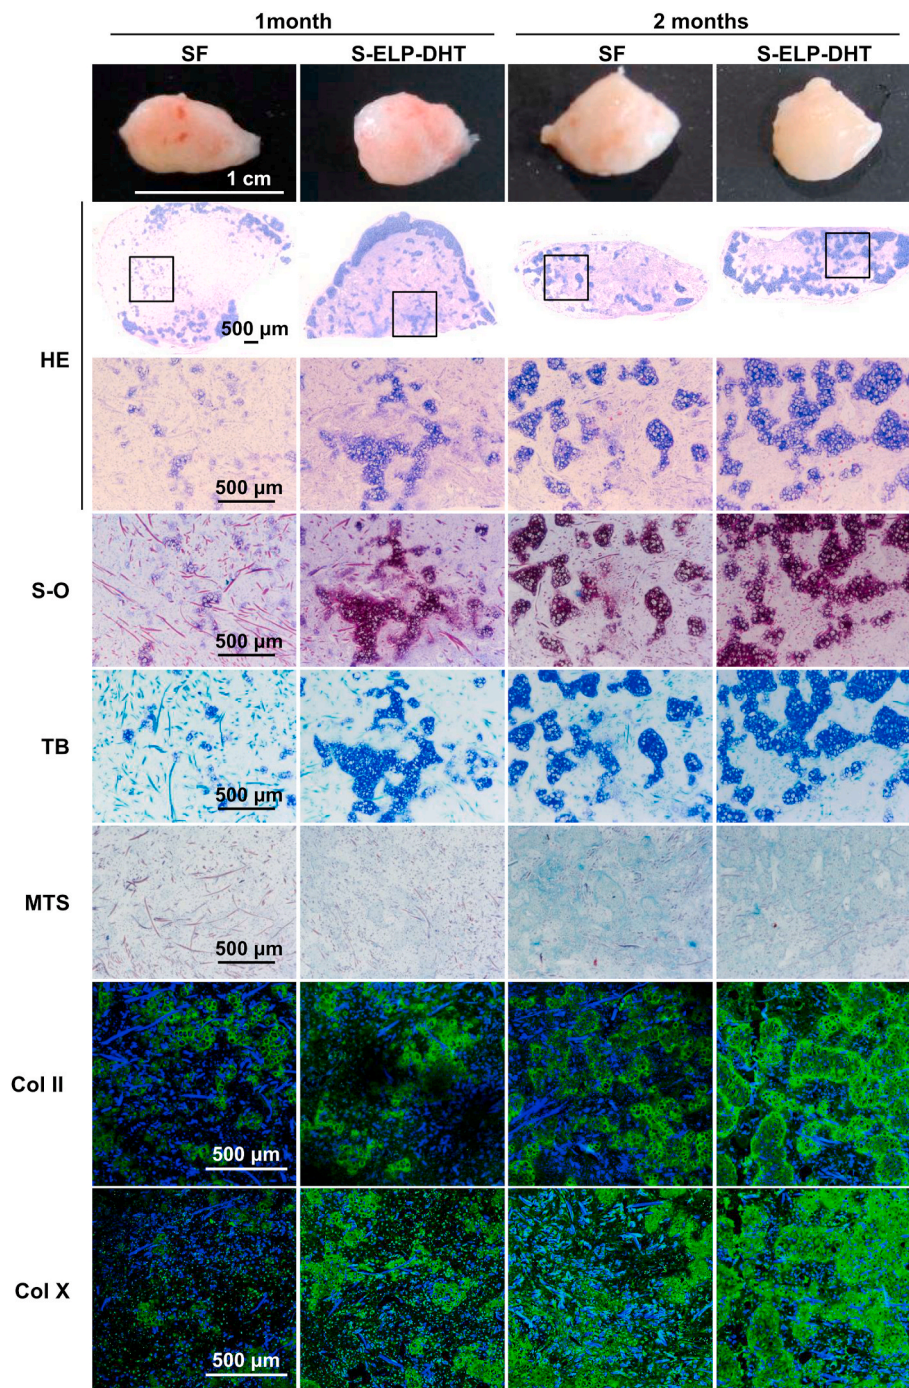 1month 2 months
SF S-ELP-DHT SF S-ELP-DHT
1 cm
500 µm
HE
500 µm
S-O
500 µm
TB
500 µm
MTS
500 µm
Col II
500 µm
Col X
500 µm